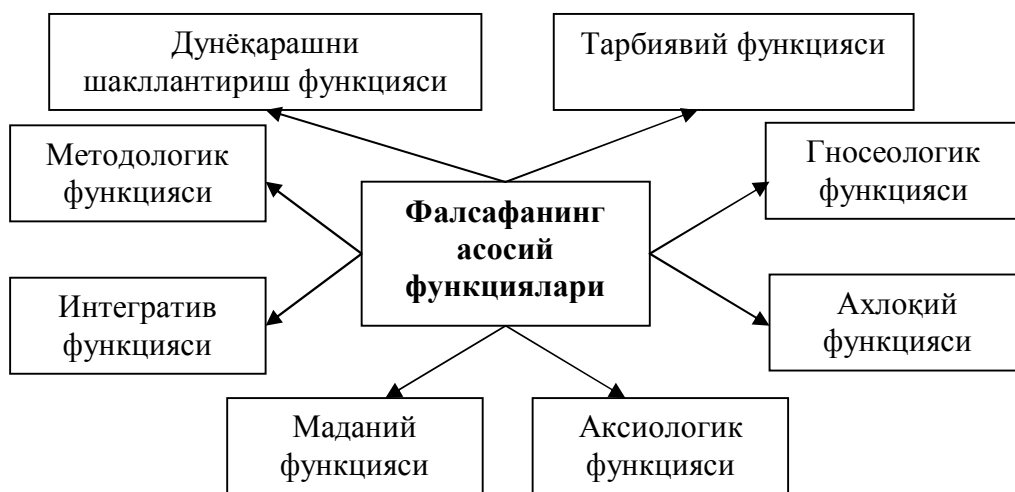 Дунёқарашни
шакллантириш функцияси
Тарбиявий функцияси
Методологик
функцияси
Гносеологик
функцияси
Фалсафанинг
асосий
функциялари
Интегратив
функцияси
Ахлоқий
функцияси
Маданий
функцияси
Аксиологик
функцияси